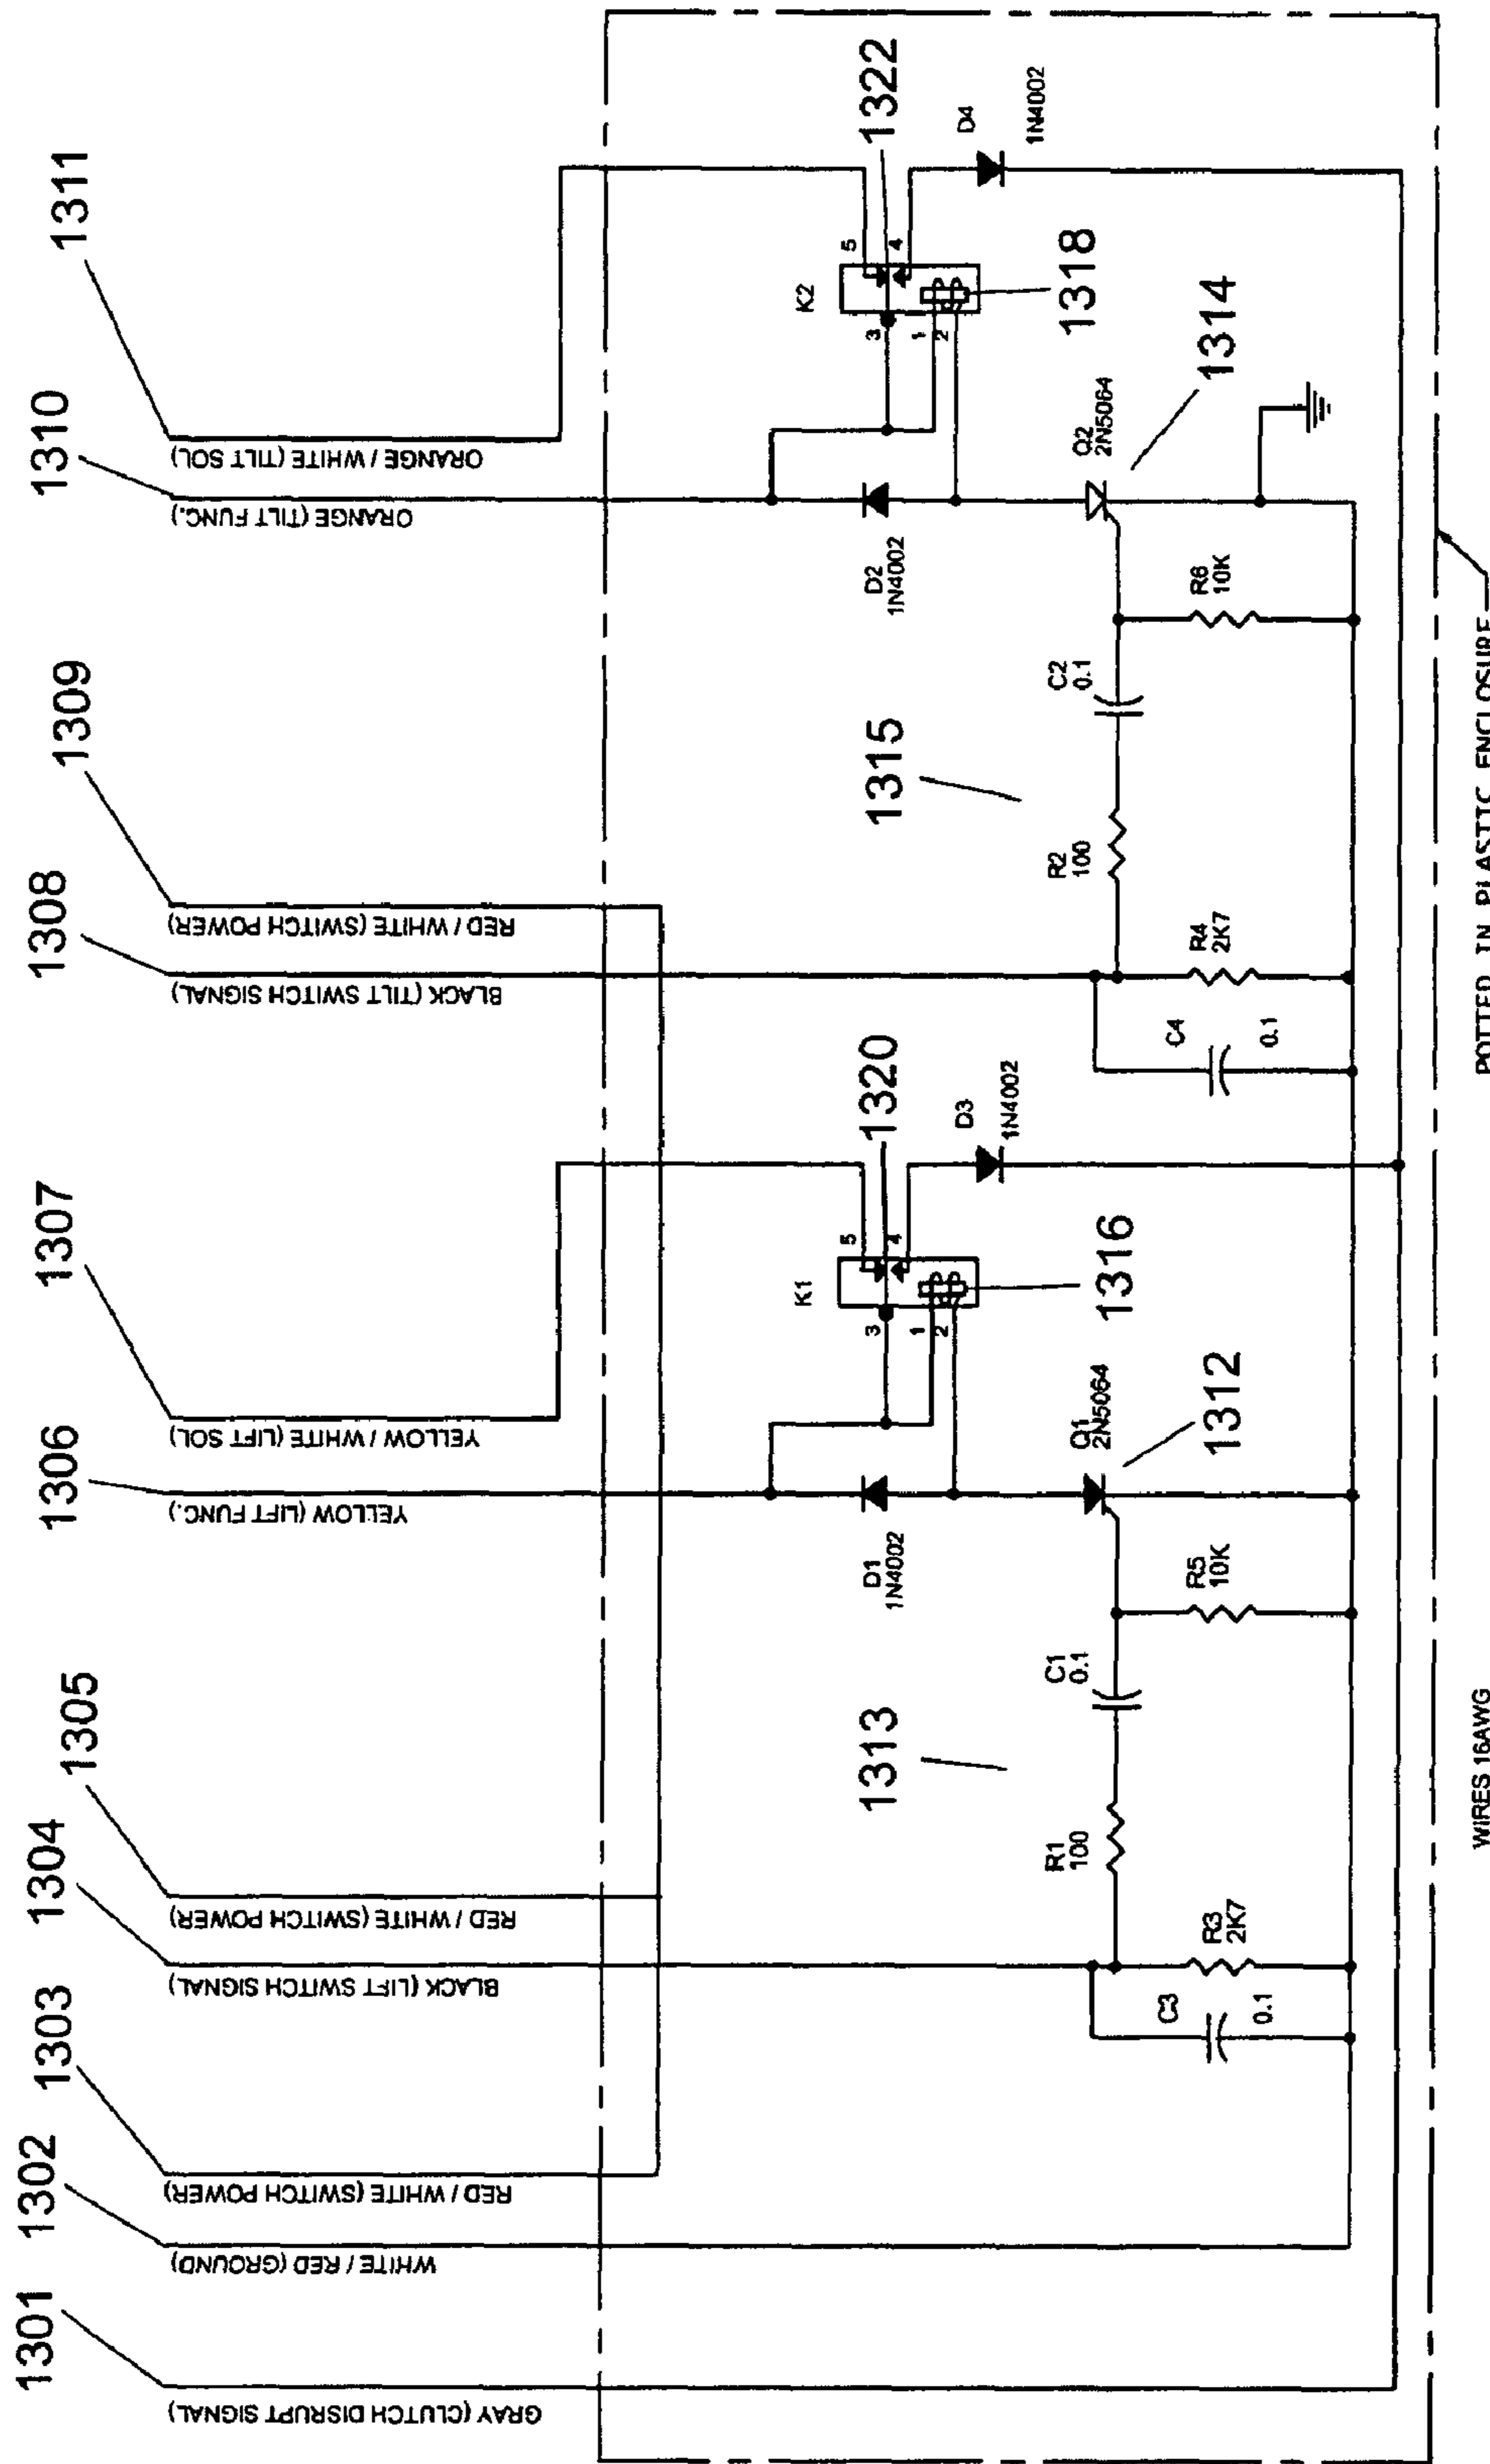 1301
1302
1303
1304
1305
1306
1307
1308
1309
1310
1311
GRAY (CLUTCH DISRUPT SIGNAL)
WHITE / RED (GROUND)
RED / WHITE (SWITCH POWER)
BLACK (LIFT SWITCH SIGNAL)
RED / WHITE (SWITCH POWER)
YELLOW (LIFT FUNC.)
YELLOW / WHITE (LIFT SOL)
BLACK (TILT SWITCH SIGNAL)
RED / WHITE (SWITCH POWER)
ORANGE (TILT FUNC.)
ORANGE / WHITE (TILT SOL)
C3
0.1
R3
2K7
R1
100
1313
C1
0.1
R5
10K
D1
1N4002
Q1
2N5064
1312
K1
3
1
2
5
4
1316
1320
D3
1N4002
C4
0.1
R4
2K7
R2
100
1315
C2
0.1
R6
10K
D2
1N4002
Q2
2N5064
1314
K2
3
1
2
5
4
1318
1322
D4
1N4002
WIRES 16AWG
POTTED IN PLASTIC ENCLOSURE